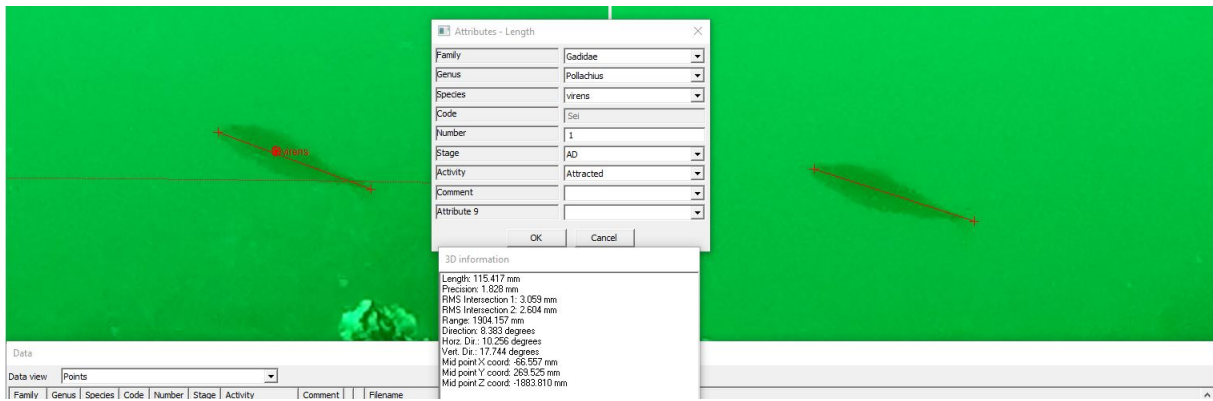 Attributes - Length
Family Gadidae
Genus Pollachius
Species virens
Code Sei
Number 1
Stage AD
Activity Attracted
Comment
Attribute 9
OK Cancel
virens
3D information
Length: 115.417 mm
Precision: 1.828 mm
RMS Intersection 1: 3.059 mm
RMS Intersection 2: 2.604 mm
Range: 1904.157 mm
Direction: 8.383 degrees
Horz. Dir.: 10.256 degrees
Vert. Dir.: 17.744 degrees
Mid point X coord: -66.557 mm
Mid point Y coord: 269.525 mm
Mid point Z coord: -1883.810 mm
Data
Data view Points
Family Genus Species Code Number Stage Activity Comment Filename